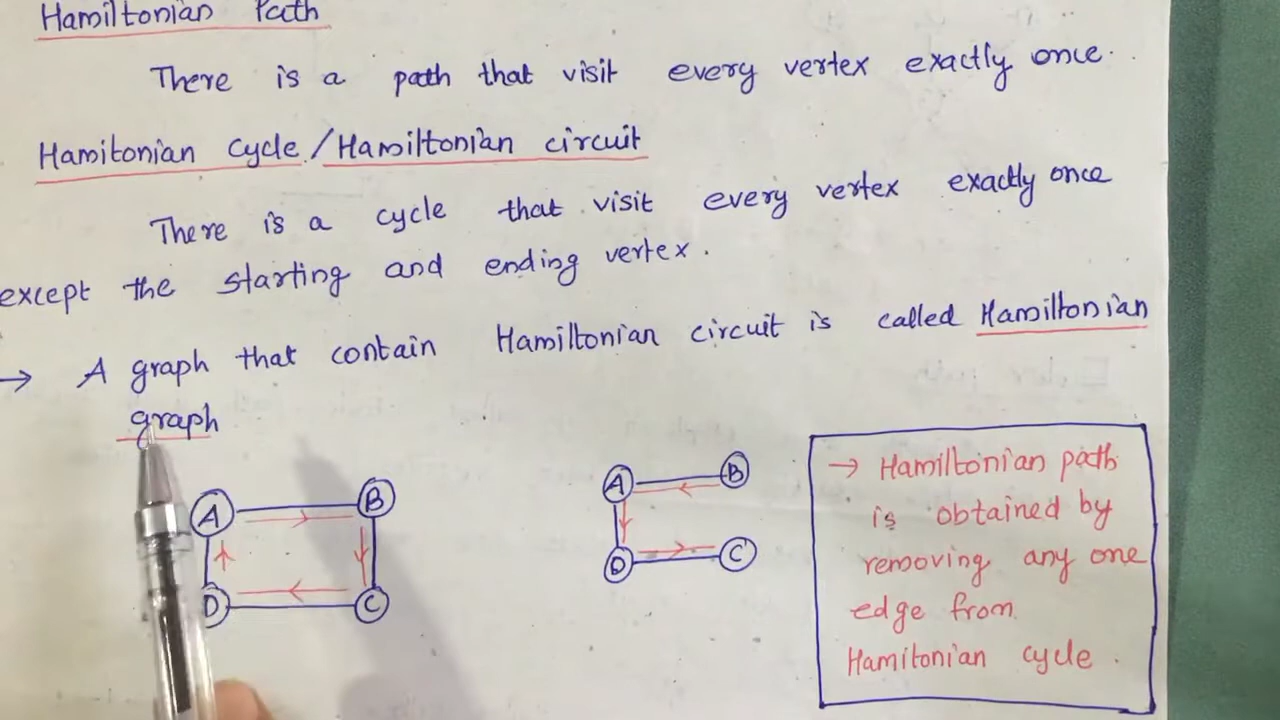 Hamiltonian Path
There is a path that visit every vertex exactly once.
Hamitonian Cycle/Hamiltonian circuit
There is a cycle that visit every vertex exactly once
except the starting and ending vertex.
→ A graph that contain Hamiltonian circuit is called Hamiltonian
graph
A B
D C
A B
D C
→ Hamiltonian path
is obtained by
removing any one
edge from
Hamitonian cycle.